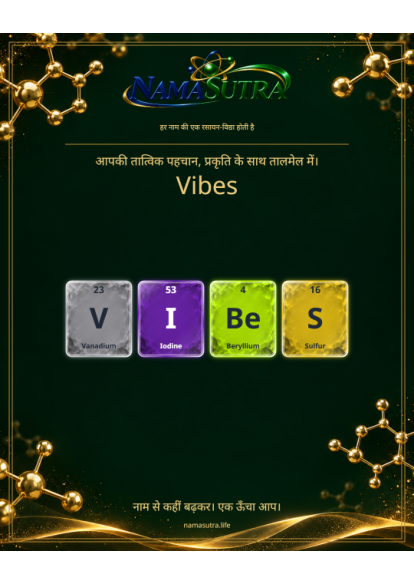 NAMASUTRA
हर नाम की एक रसायन-विद्या होती है
आपकी तात्विक पहचान, प्रकृति के साथ तालमेल में।
Vibes
23 53 4 16
V I Be S
Vanadium Iodine Beryllium Sulfur
नाम से कहीं बढ़कर। एक ऊँचा आप।
namasutra.life